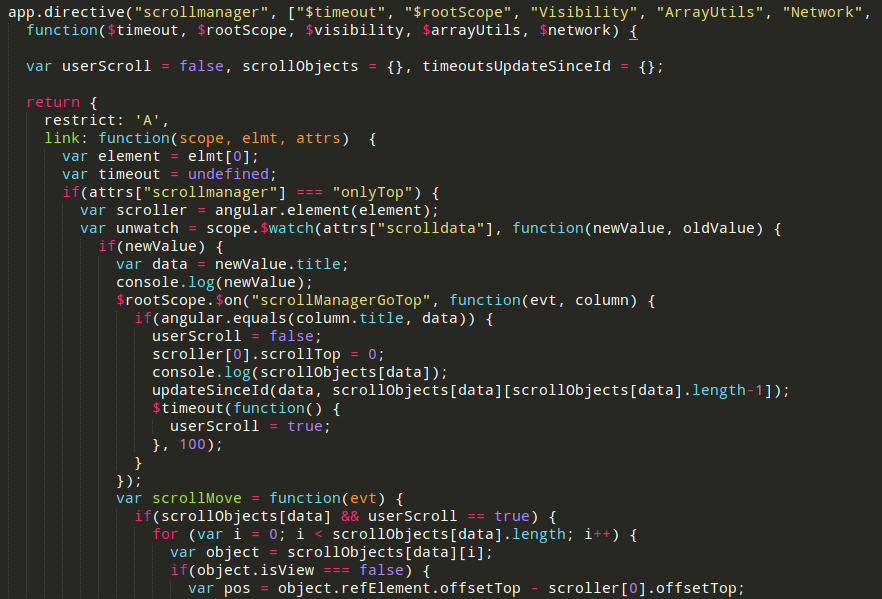 app.directive("scrollmanager", ["$timeout", "$rootScope", "Visibility", "ArrayUtils", "Network",
function($timeout, $rootScope, $visibility, $arrayUtils, $network) {
var userScroll = false, scrollObjects = {}, timeoutsUpdateSinceId = {};
return {
restrict: 'A',
link: function(scope, elmt, attrs)  {
var element = elmt[0];
var timeout = undefined;
if(attrs["scrollmanager"] === "onlyTop") {
var scroller = angular.element(element);
var unwatch = scope.$watch(attrs["scrolldata"], function(newValue, oldValue) {
if(newValue) {
var data = newValue.title;
console.log(newValue);
$rootScope.$on("scrollManagerGoTop", function(evt, column) {
if(angular.equals(column.title, data)) {
userScroll = false;
scroller[0].scrollTop = 0;
console.log(scrollObjects[data]);
updateSinceId(data, scrollObjects[data][scrollObjects[data].length-1]);
$timeout(function() {
userScroll = true;
}, 100);
}
});
var scrollMove = function(evt) {
if(scrollObjects[data] && userScroll == true) {
for (var i = 0; i < scrollObjects[data].length; i++) {
var object = scrollObjects[data][i];
if(object.isView === false) {
var pos = object.refElement.offsetTop - scroller[0].offsetTop;